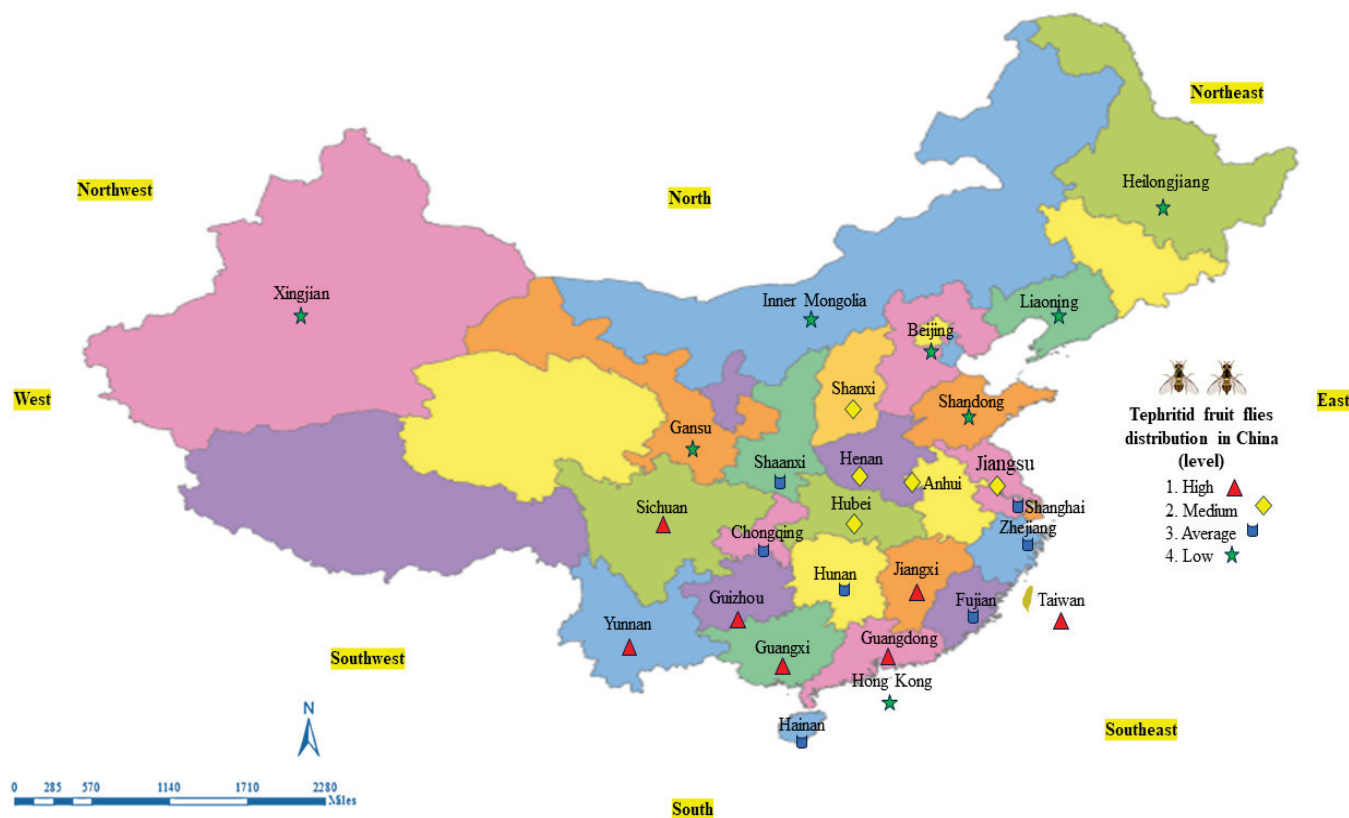 Northeast
Heilongjiang
Northwest
North
Xingjian
Inner Mongolia
Liaoning
Beijing
West
Shanxi
Shandong
East
Gansu
Shaanxi
Henan
Anhui
Jiangsu
Sichuan
Hubei
Shanghai
Chongqing
Zhejiang
Hunan
Jiangxi
Guizhou
Fujian
Taiwan
Yunnan
Guangxi
Guangdong
Southwest
Hong Kong
Hainan
Southeast
South
Tephritid fruit flies
distribution in China
(level)
1. High
2. Medium
3. Average
4. Low
N
0 285 570 1140 1710 2280
Miles